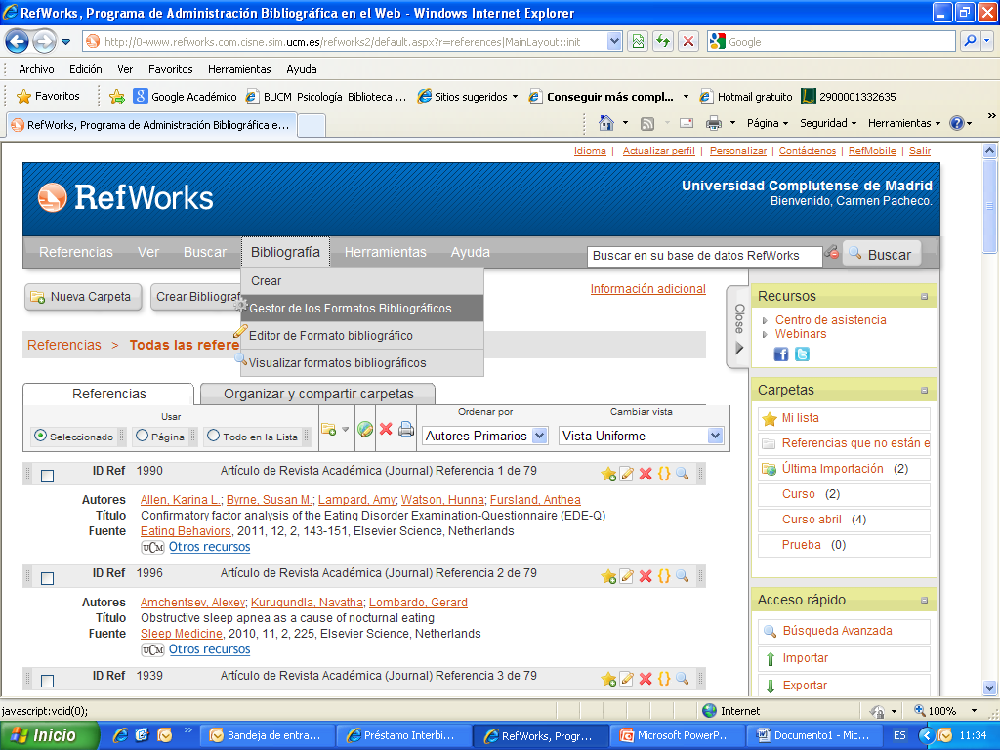 RefWorks, Programa de Administración Bibliográfica en el Web - Windows Internet Explorer
http://0-www.refworks.com.cisne.sim.ucm.es/refworks2/default.aspx?r=references|MainLayout::init
Google
Archivo Edición Ver Favoritos Herramientas Ayuda
Favoritos Google Académico BUCM Psicología Biblioteca ... Sitios sugeridos Conseguir más compl... Hotmail gratuito 2900001332635
RefWorks, Programa de Administración Bibliográfica e... Página Seguridad Herramientas
Idioma | Actualizar perfil | Personalizar | Contáctenos | RefMobile | Salir
RefWorks
Universidad Complutense de Madrid
Bienvenido, Carmen Pacheco.
Referencias Ver Buscar Bibliografía Herramientas Ayuda Buscar en su base de datos RefWorks Buscar
Crear
Gestor de los Formatos Bibliográficos
Editor de Formato bibliográfico
Visualizar formatos bibliográficos
Nueva Carpeta Crear Bibliograf Información adicional
Referencias > Todas las refere
Close
Referencias Organizar y compartir carpetas
Usar Ordenar por Cambiar vista
Seleccionado Página Todo en la Lista Autores Primarios Vista Uniforme
ID Ref 1990 Artículo de Revista Académica (Journal) Referencia 1 de 79
Autores Allen, Karina L.; Byrne, Susan M.; Lampard, Amy; Watson, Hunna; Fursland, Anthea
Título Confirmatory factor analysis of the Eating Disorder Examination-Questionnaire (EDE-Q)
Fuente Eating Behaviors, 2011, 12, 2, 143-151, Elsevier Science, Netherlands
UCM Otros recursos
ID Ref 1996 Artículo de Revista Académica (Journal) Referencia 2 de 79
Autores Amchentsev, Alexey; Kurugundla, Navatha; Lombardo, Gerard
Título Obstructive sleep apnea as a cause of nocturnal eating
Fuente Sleep Medicine, 2010, 11, 2, 225, Elsevier Science, Netherlands
UCM Otros recursos
ID Ref 1939 Artículo de Revista Académica (Journal) Referencia 3 de 79
Recursos
Centro de asistencia
Webinars
Carpetas
Mi lista
Referencias que no están e
Última Importación (2)
Curso (2)
Curso abril (4)
Prueba (0)
Acceso rápido
Búsqueda Avanzada
Importar
Exportar
javascript:void(0); Internet 100%
Inicio Bandeja de entra... Préstamo Interbi... RefWorks, Prog... Microsoft PowerP... Documento1 - Mic... ES 11:34